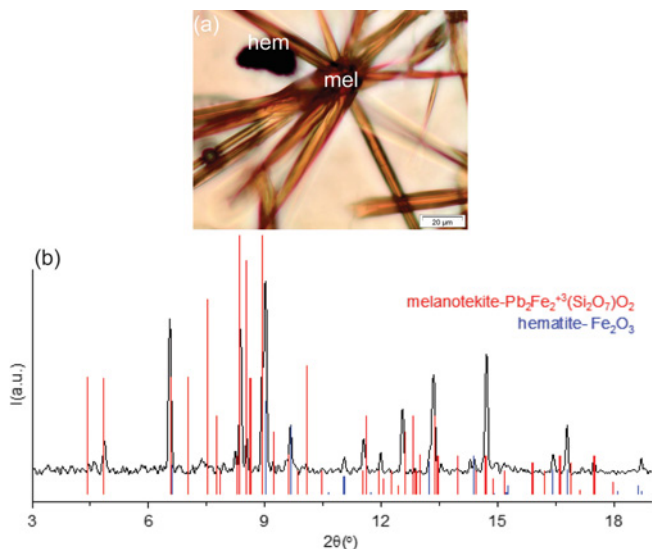 (a)
hem
mel
20 µm
(b)
melanotekite-Pb₂Fe₂⁺³(Si₂O₇)O₂
hematite- Fe₂O₃
I(a.u.)
3 6 9 12 15 18
2θ(º)